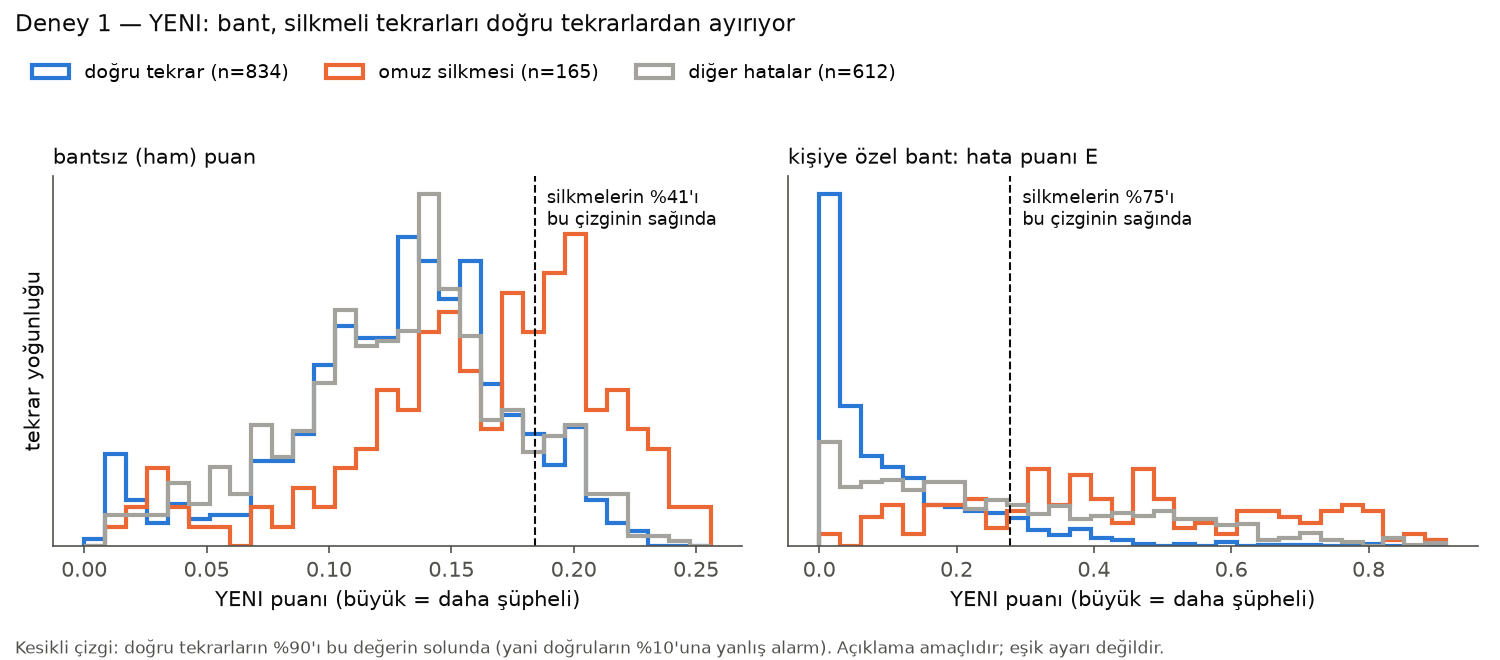 Deney 1 — YENI: bant, silkmeli tekrarları doğru tekrarlardan ayırıyor
doğru tekrar (n=834)
omuz silkmesi (n=165)
diğer hatalar (n=612)
bantsız (ham) puan
silkmelerin %41'ı
bu çizginin sağında
tekrar yoğunluğu
0.00
0.05
0.10
0.15
0.20
0.25
YENI puanı (büyük = daha şüpheli)
kişiye özel bant: hata puanı E
silkmelerin %75'ı
bu çizginin sağında
0.0
0.2
0.4
0.6
0.8
YENI puanı (büyük = daha şüpheli)
Kesikli çizgi: doğru tekrarların %90'ı bu değerin solunda (yani doğruların %10'una yanlış alarm). Açıklama amaçlıdır; eşik ayarı değildir.